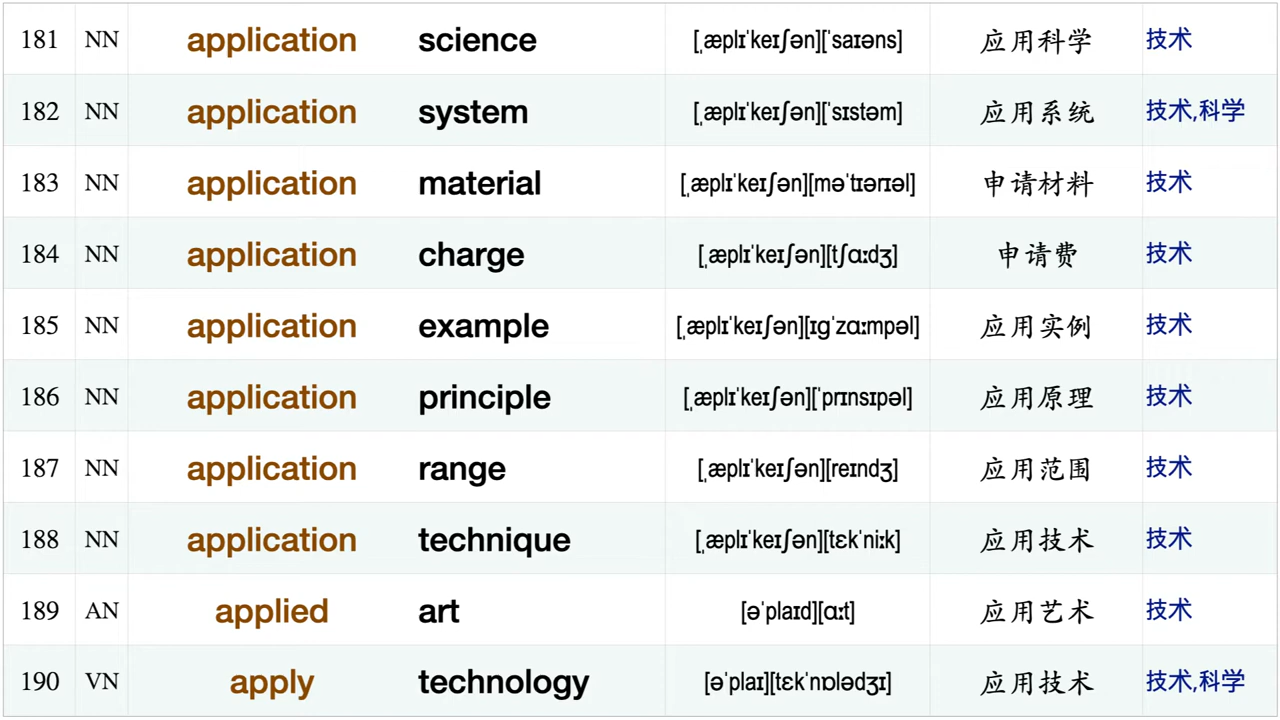 181 NN application science [ˌæplɪˈkeɪʃən][ˈsaɪəns] 应用科学 技术
182 NN application system [ˌæplɪˈkeɪʃən][ˈsɪstəm] 应用系统 技术,科学
183 NN application material [ˌæplɪˈkeɪʃən][məˈtɪərɪəl] 申请材料 技术
184 NN application charge [ˌæplɪˈkeɪʃən][tʃɑːdʒ] 申请费 技术
185 NN application example [ˌæplɪˈkeɪʃən][ɪgˈzɑːmpəl] 应用实例 技术
186 NN application principle [ˌæplɪˈkeɪʃən][ˈprɪnsɪpəl] 应用原理 技术
187 NN application range [ˌæplɪˈkeɪʃən][reɪndʒ] 应用范围 技术
188 NN application technique [ˌæplɪˈkeɪʃən][tɛkˈniːk] 应用技术 技术
189 AN applied art [əˈplaɪd][ɑːt] 应用艺术 技术
190 VN apply technology [əˈplaɪ][tɛkˈnɒlədʒɪ] 应用技术 技术,科学